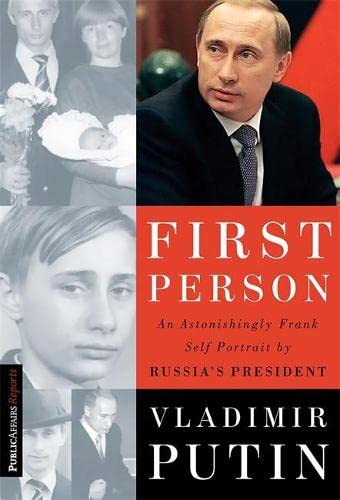 FIRST
PERSON
An Astonishingly Frank
Self Portrait by
RUSSIA'S PRESIDENT
VLADIMIR
PUTIN
PUBLICAFFAIRS Reports